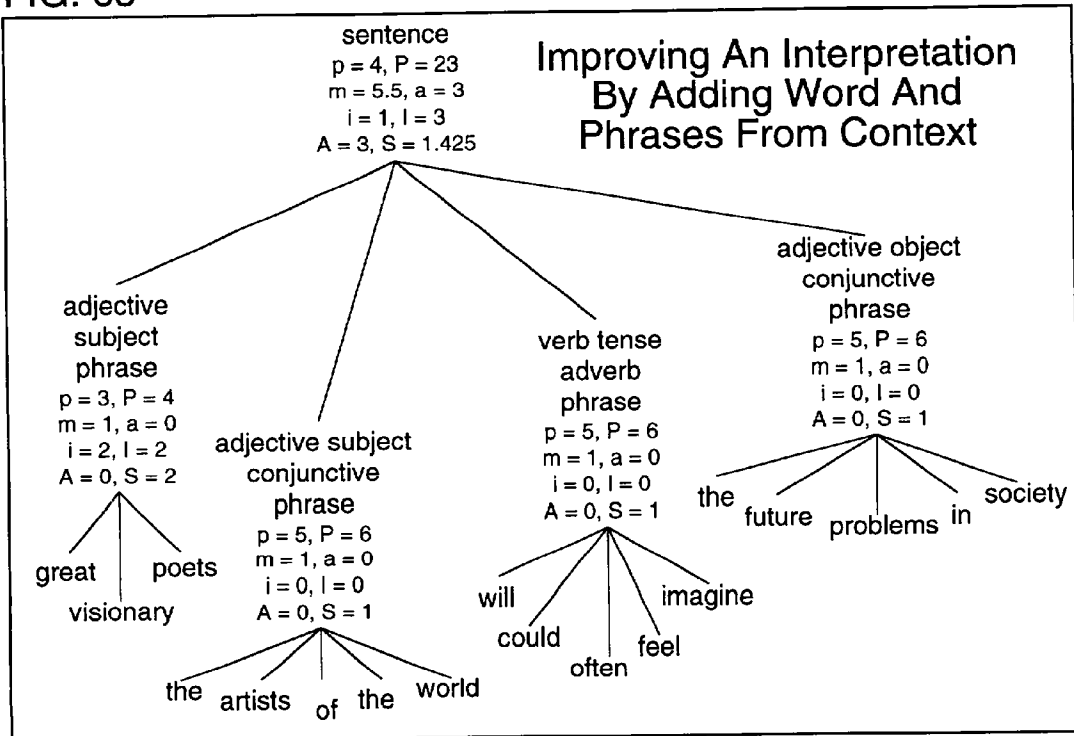 sentence
p = 4, P = 23
m = 5.5, a = 3
i = 1, I = 3
A = 3, S = 1.425
Improving An Interpretation
By Adding Word And
Phrases From Context
adjective
subject
phrase
p = 3, P = 4
m = 1, a = 0
i = 2, I = 2
A = 0, S = 2
great
visionary
poets
adjective subject
conjunctive
phrase
p = 5, P = 6
m = 1, a = 0
i = 0, I = 0
A = 0, S = 1
the
artists
of
the
world
verb tense
adverb
phrase
p = 5, P = 6
m = 1, a = 0
i = 0, I = 0
A = 0, S = 1
will
could
often
feel
imagine
adjective object
conjunctive
phrase
p = 5, P = 6
m = 1, a = 0
i = 0, I = 0
A = 0, S = 1
the
future
problems
in
society